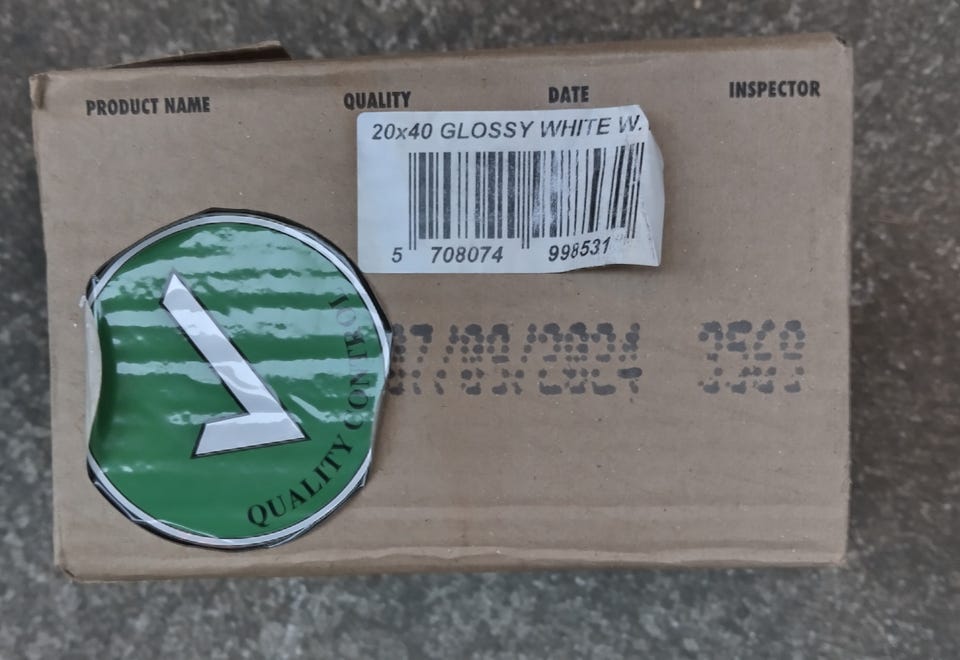 PRODUCT NAME QUALITY DATE INSPECTOR
20x40 GLOSSY WHITE W.
5 708074 998531
QUALITY CONTROL